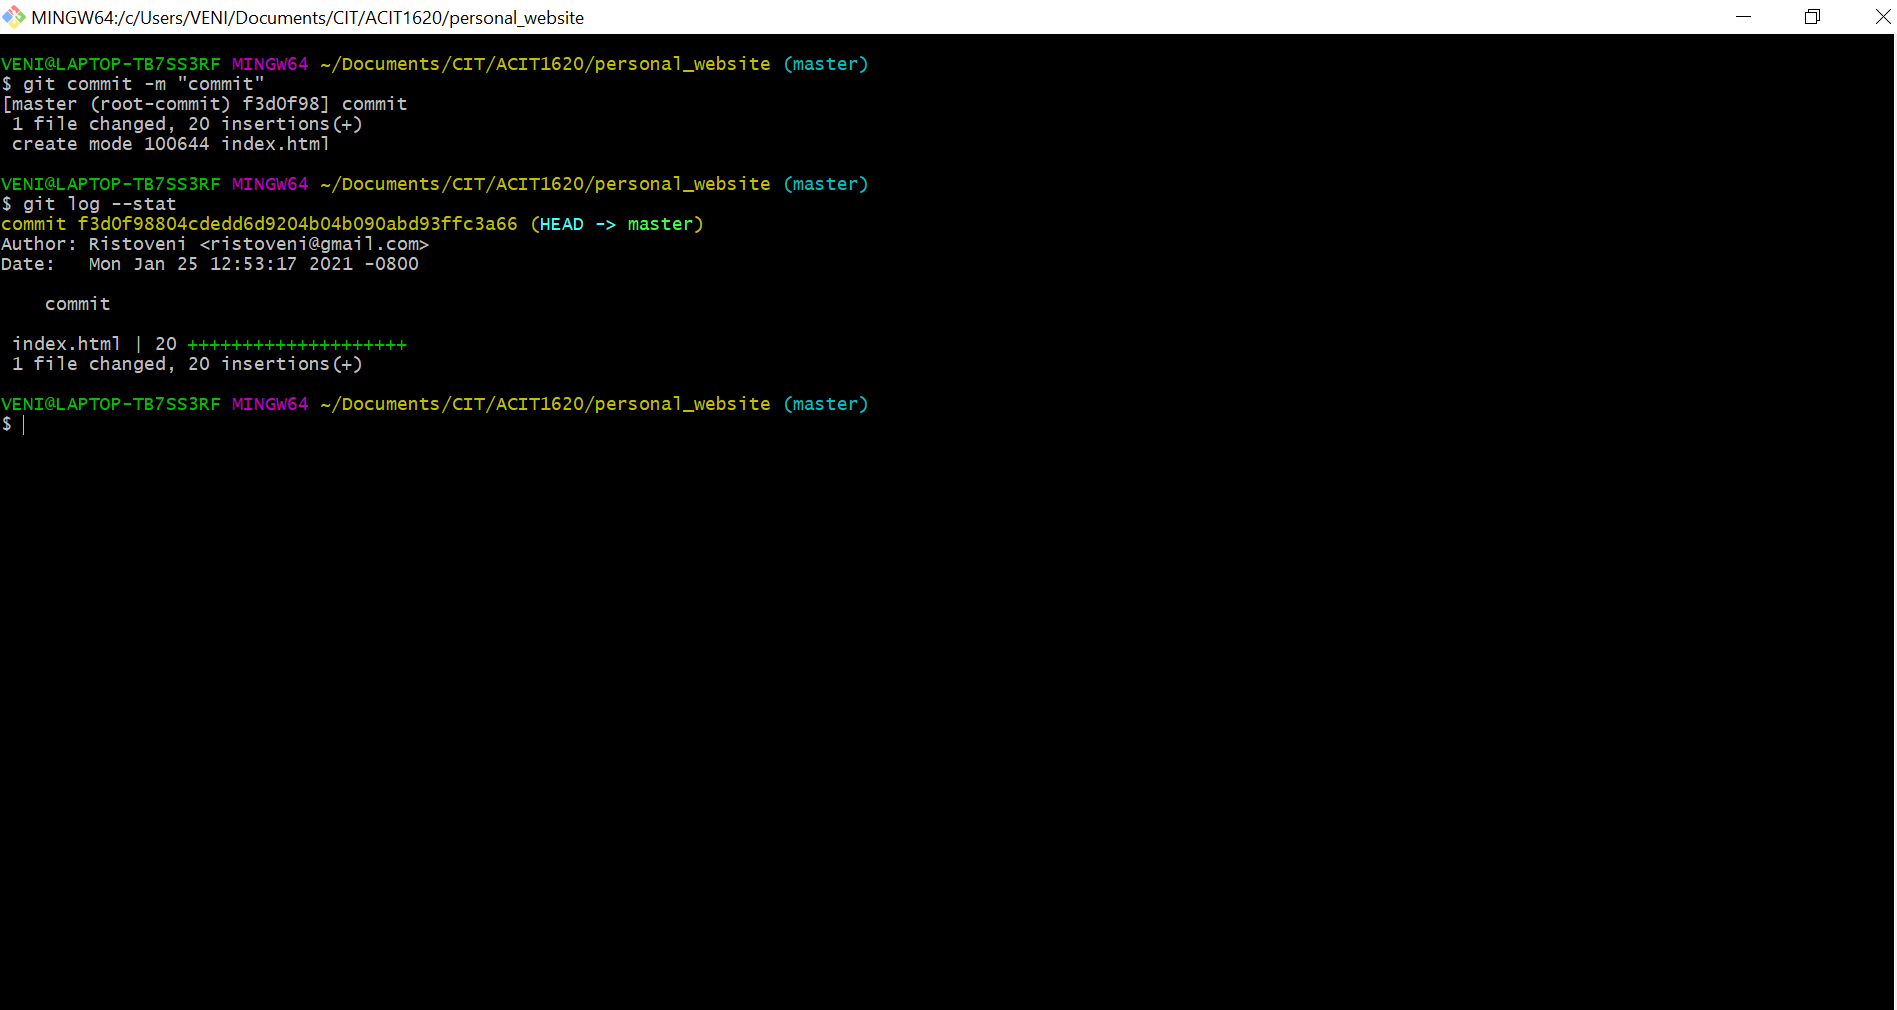 MINGW64:/c/Users/VENI/Documents/CIT/ACIT1620/personal_website
VENI@LAPTOP-TB7SS3RF MINGW64 ~/Documents/CIT/ACIT1620/personal_website (master)
$ git commit -m "commit"
[master (root-commit) f3d0f98] commit
 1 file changed, 20 insertions(+)
 create mode 100644 index.html
VENI@LAPTOP-TB7SS3RF MINGW64 ~/Documents/CIT/ACIT1620/personal_website (master)
$ git log --stat
commit f3d0f98804cdedd6d9204b04b090abd93ffc3a66 (HEAD -> master)
Author: Ristoveni <ristoveni@gmail.com>
Date:   Mon Jan 25 12:53:17 2021 -0800
    commit
 index.html | 20 ++++++++++++++++++++
 1 file changed, 20 insertions(+)
VENI@LAPTOP-TB7SS3RF MINGW64 ~/Documents/CIT/ACIT1620/personal_website (master)
$